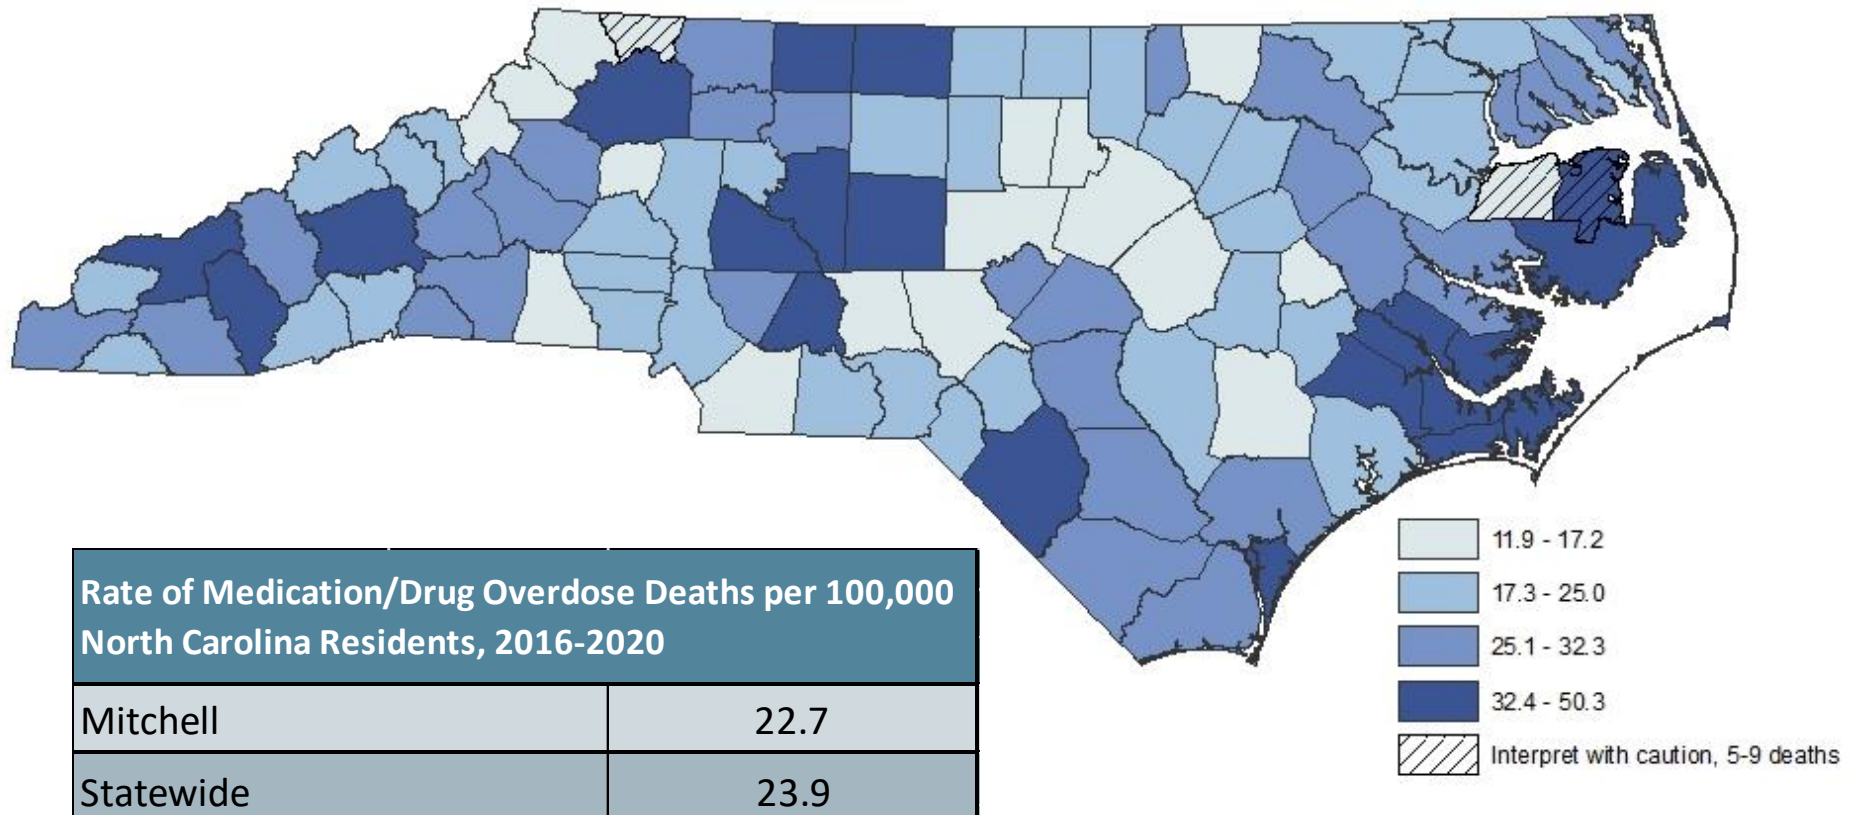 11.9 - 17.2
17.3 - 25.0
25.1 - 32.3
32.4 - 50.3
Interpret with caution, 5-9 deaths
Rate of Medication/Drug Overdose Deaths per 100,000
North Carolina Residents, 2016-2020
Mitchell 22.7
Statewide 23.9